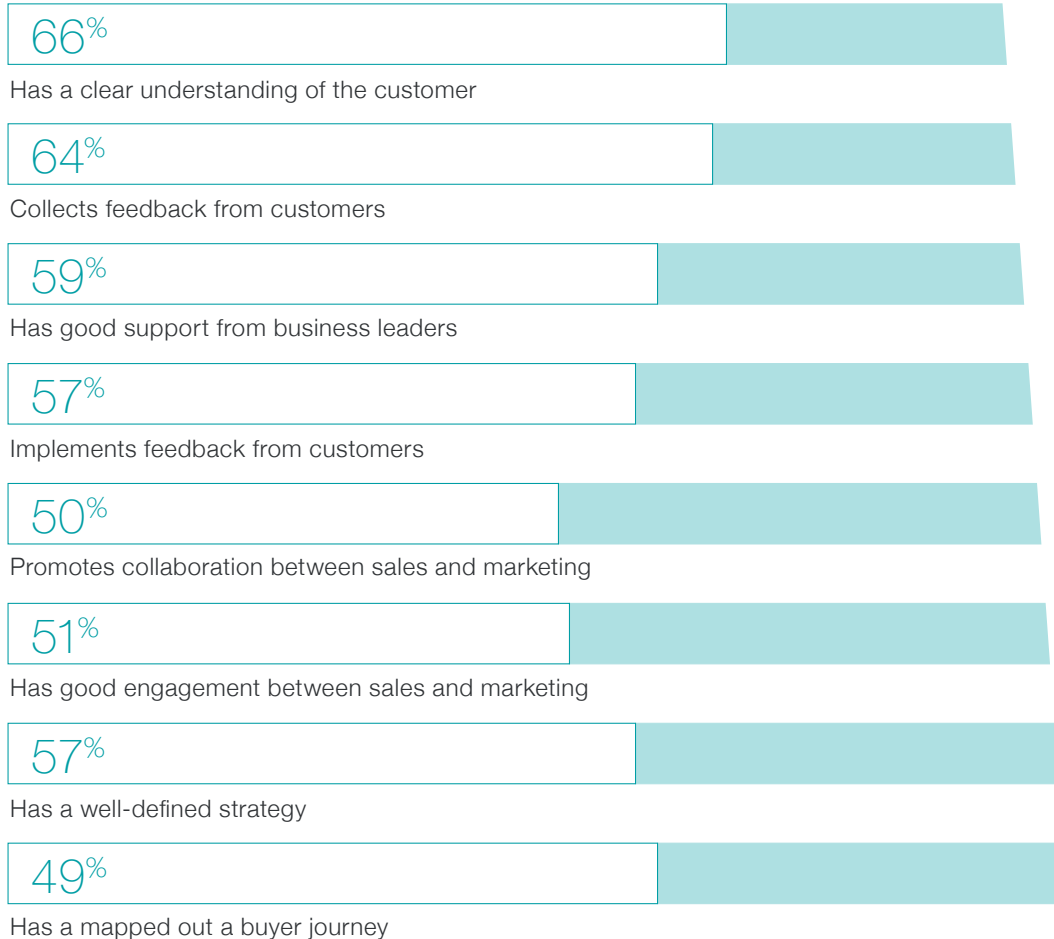 66%
Has a clear understanding of the customer
64%
Collects feedback from customers
59%
Has good support from business leaders
57%
Implements feedback from customers
50%
Promotes collaboration between sales and marketing
51%
Has good engagement between sales and marketing
57%
Has a well-defined strategy
49%
Has a mapped out a buyer journey